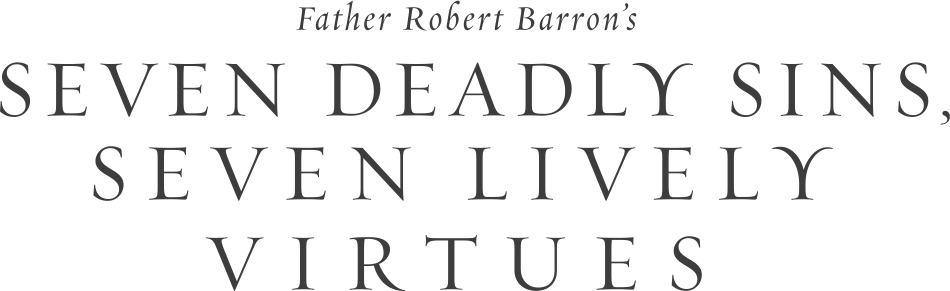 Father Robert Barron's
SEVEN DEADLY SINS,
SEVEN LIVELY
VIRTUES